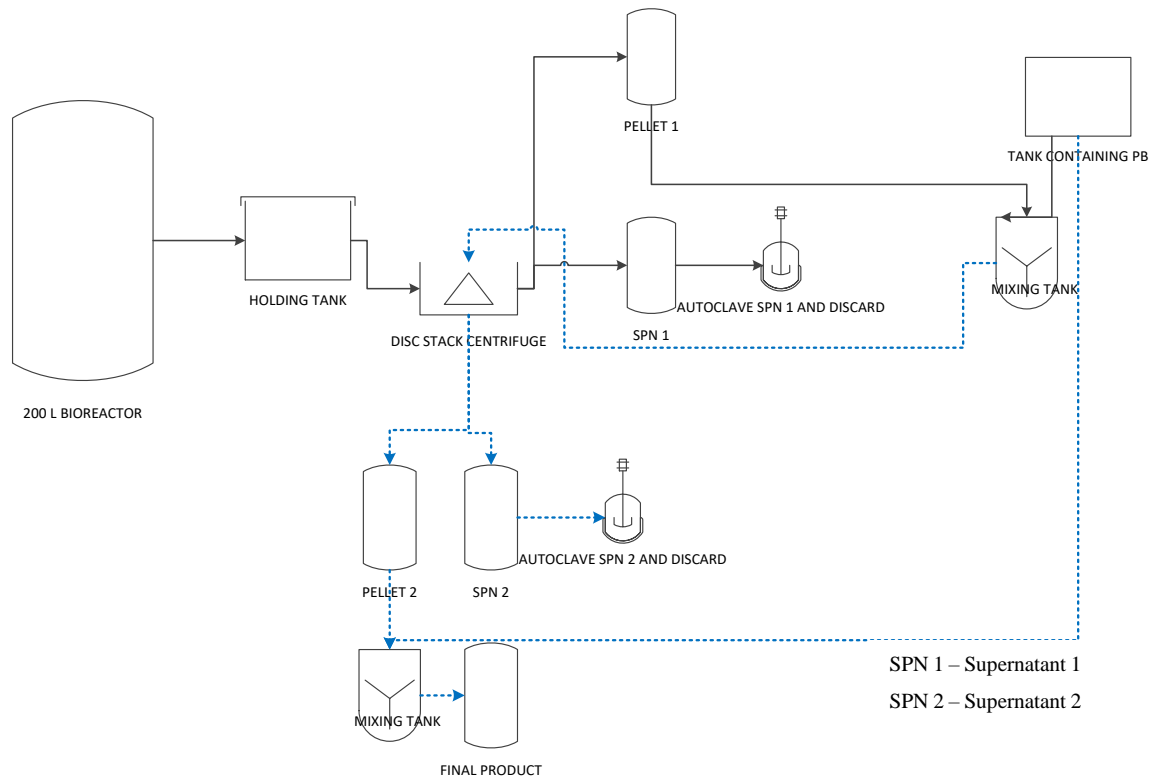 PELLET 1
TANK CONTAINING PB
HOLDING TANK
MIXING TANK
AUTOCLAVE SPN 1 AND DISCARD
SPN 1
DISC STACK CENTRIFUGE
200 L BIOREACTOR
AUTOCLAVE SPN 2 AND DISCARD
PELLET 2
SPN 2
SPN 1 – Supernatant 1
SPN 2 – Supernatant 2
MIXING TANK
FINAL PRODUCT